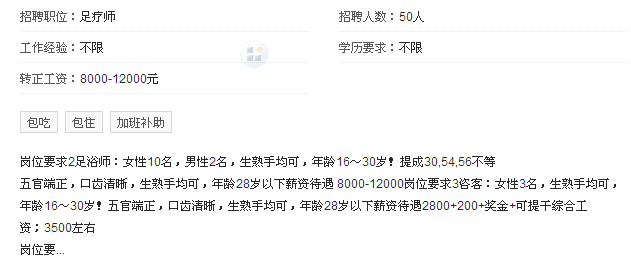 招聘职位：足疗师
招聘人数：50人
工作经验：不限
学历要求：不限
转正工资：8000-12000元
包吃 包住 加班补助
岗位要求2足浴师：女性10名，男性2名，生熟手均可，年龄16～30岁！提成30,54,56不等
五官端正，口齿清晰，生熟手均可，年龄28岁以下薪资待遇 8000-12000岗位要求3咨客：女性3名，生熟手均可，
年龄16～30岁！五官端正，口齿清晰，生熟手均可，年龄28岁以下薪资待遇2800+200+奖金+可提干综合工
资；3500左右
岗位要...